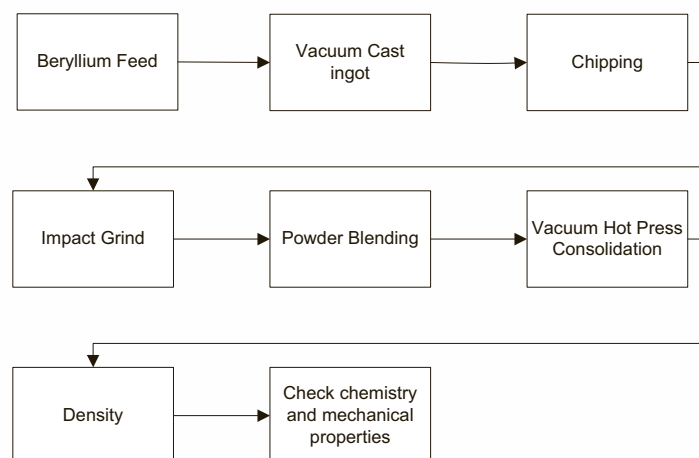 Beryllium Feed
Vacuum Cast
ingot
Chipping
Impact Grind
Powder Blending
Vacuum Hot Press
Consolidation
Density
Check chemistry
and mechanical
properties